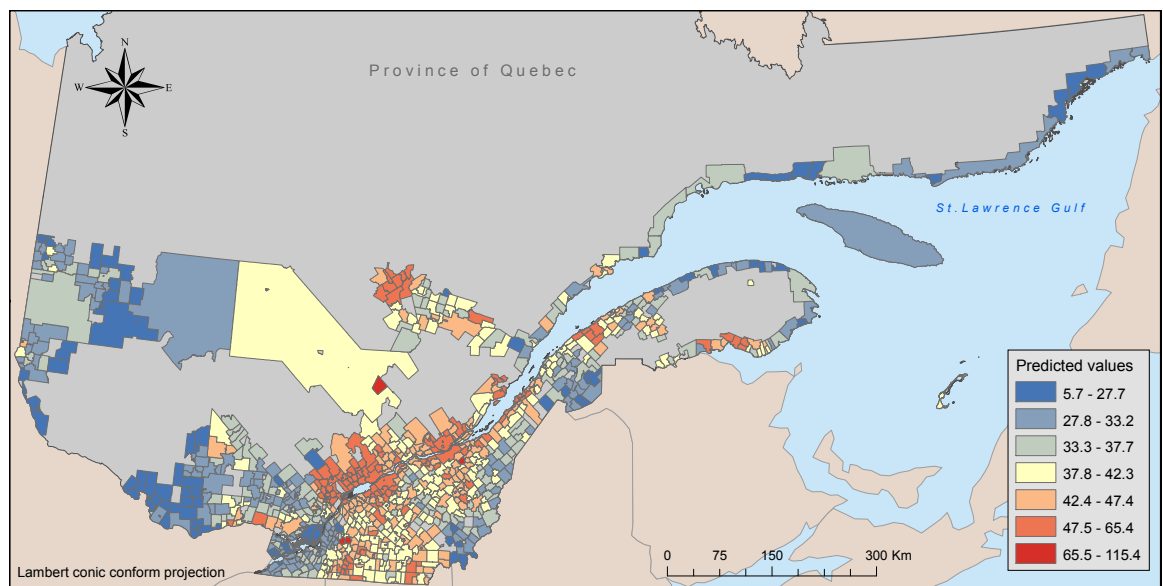 N
W E
S
Province of Quebec
St.Lawrence Gulf
Predicted values
5.7 - 27.7
27.8 - 33.2
33.3 - 37.7
37.8 - 42.3
42.4 - 47.4
47.5 - 65.4
65.5 - 115.4
0 75 150 300 Km
Lambert conic conform projection